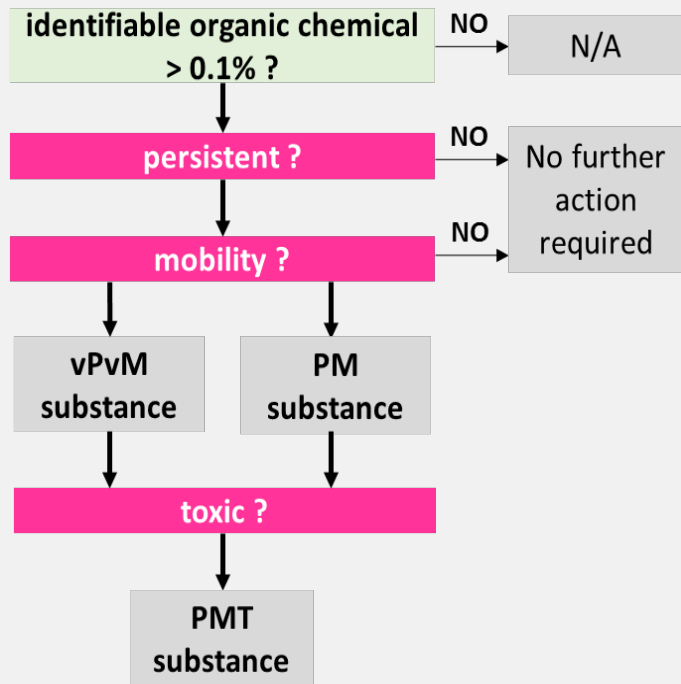 identifiable organic chemical
> 0.1% ?
NO
N/A
persistent ?
NO
No further
action
required
mobility ?
NO
vPvM
substance
PM
substance
toxic ?
PMT
substance